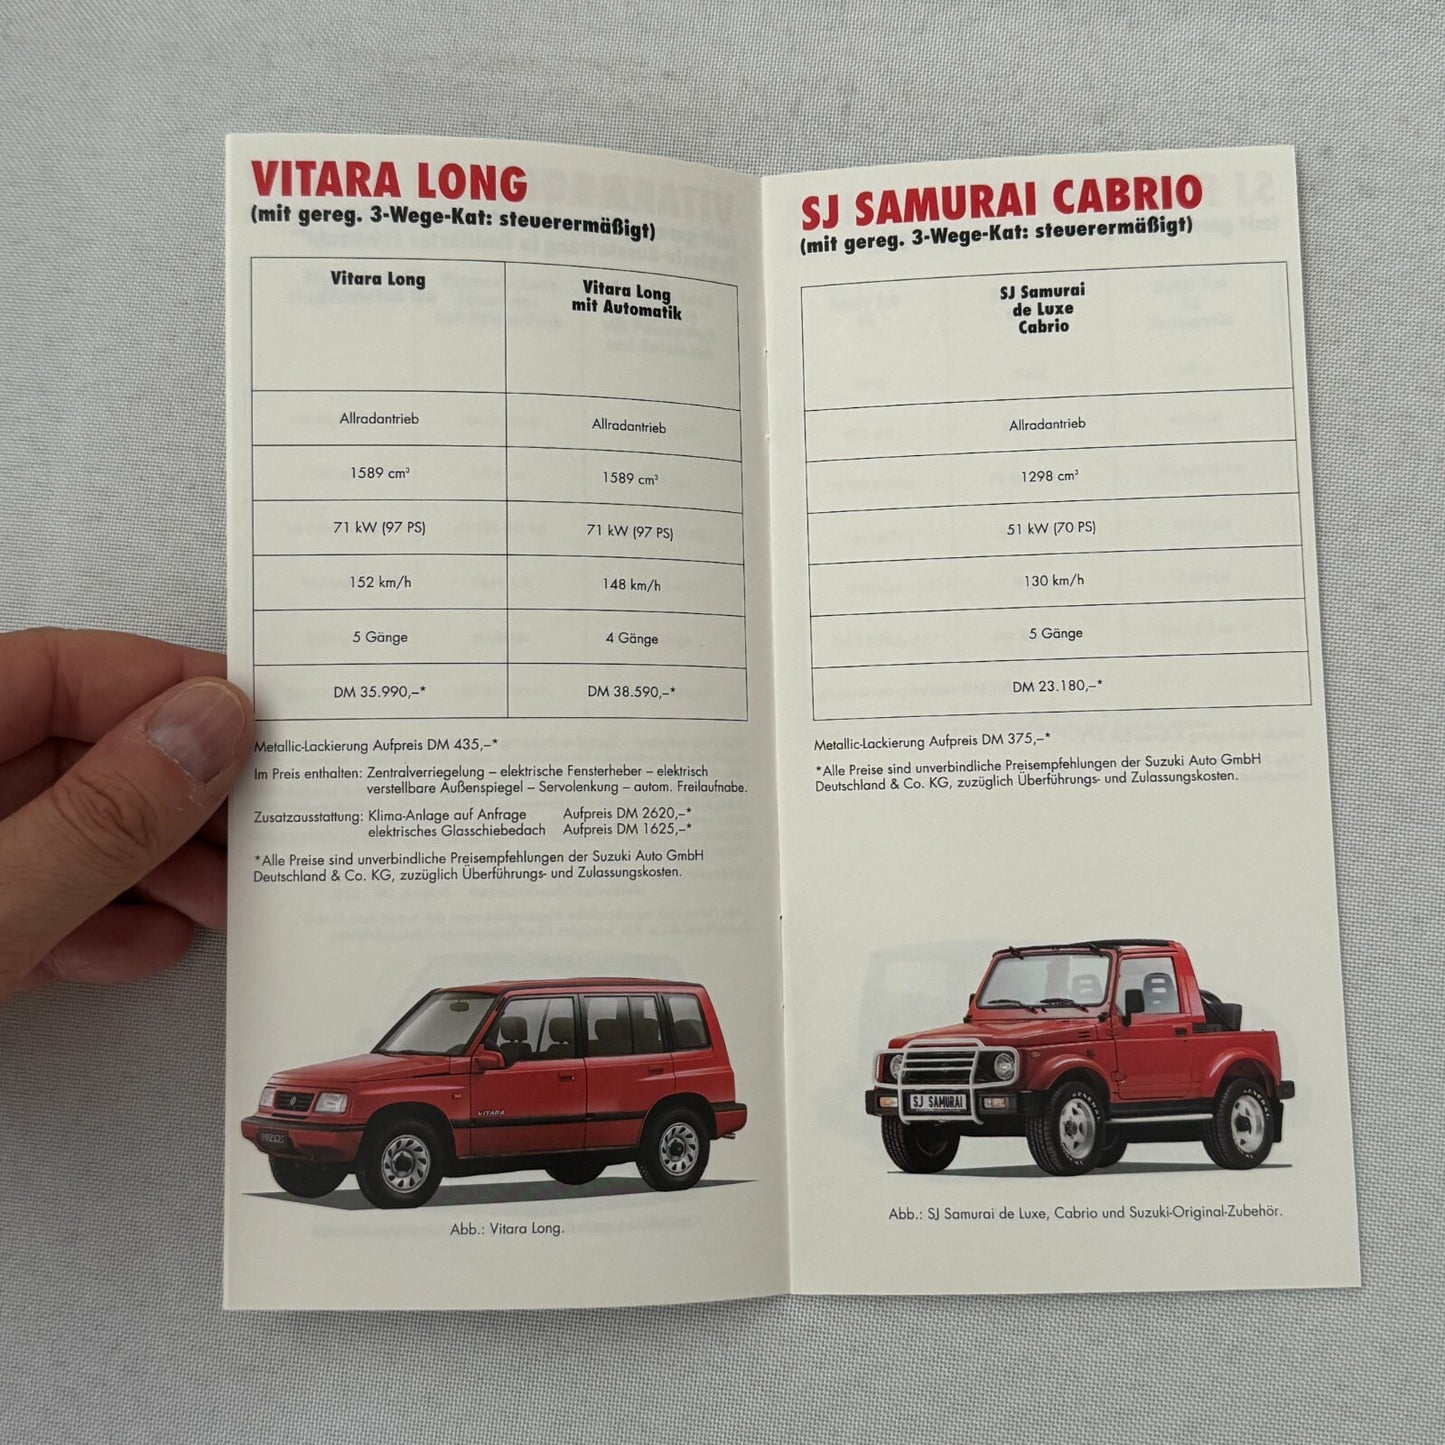 VITARA LONG
(mit gereg. 3-Wege-Kat: steuerermäßigt)
Vitara Long
Vitara Long
mit Automatik
Allradantrieb
Allradantrieb
1589 cm³
1589 cm³
71 kW (97 PS)
71 kW (97 PS)
152 km/h
148 km/h
5 Gänge
4 Gänge
DM 35.990,–*
DM 38.590,–*
Metallic-Lackierung Aufpreis DM 435,–*
Im Preis enthalten: Zentralverriegelung – elektrische Fensterheber – elektrisch
verstellbare Außenspiegel – Servolenkung – autom. Freilaufnabe.
Zusatzausstattung: Klima-Anlage auf Anfrage Aufpreis DM 2620,–*
elektrisches Glasschiebedach Aufpreis DM 1625,–*
*Alle Preise sind unverbindliche Preisempfehlungen der Suzuki Auto GmbH
Deutschland & Co. KG, zuzüglich Überführungs- und Zulassungskosten.
VITARA
Abb.: Vitara Long.
SJ SAMURAI CABRIO
(mit gereg. 3-Wege-Kat: steuerermäßigt)
SJ Samurai
de Luxe
Cabrio
Allradantrieb
1298 cm³
51 kW (70 PS)
130 km/h
5 Gänge
DM 23.180,–*
Metallic-Lackierung Aufpreis DM 375,–*
*Alle Preise sind unverbindliche Preisempfehlungen der Suzuki Auto GmbH
Deutschland & Co. KG, zuzüglich Überführungs- und Zulassungskosten.
SJ SAMURAI
Abb.: SJ Samurai de Luxe, Cabrio und Suzuki-Original-Zubehör.